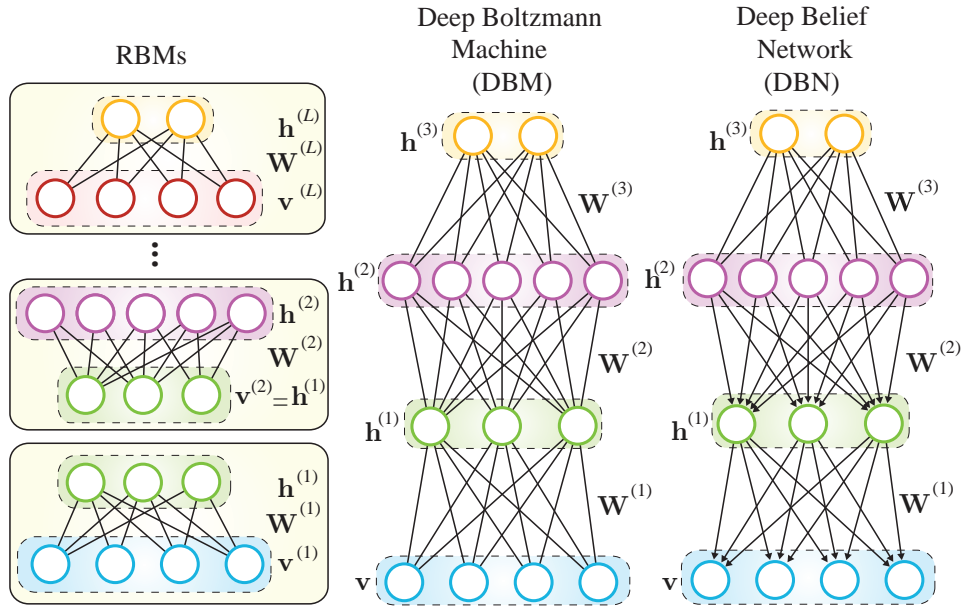 RBMs
h^(L)
W^(L)
v^(L)
⋮
h^(2)
W^(2)
v^(2)=h^(1)
h^(1)
W^(1)
v^(1)
Deep Boltzmann
Machine
(DBM)
h^(3)
W^(3)
h^(2)
W^(2)
h^(1)
W^(1)
v
Deep Belief
Network
(DBN)
h^(3)
W^(3)
h^(2)
W^(2)
h^(1)
W^(1)
v